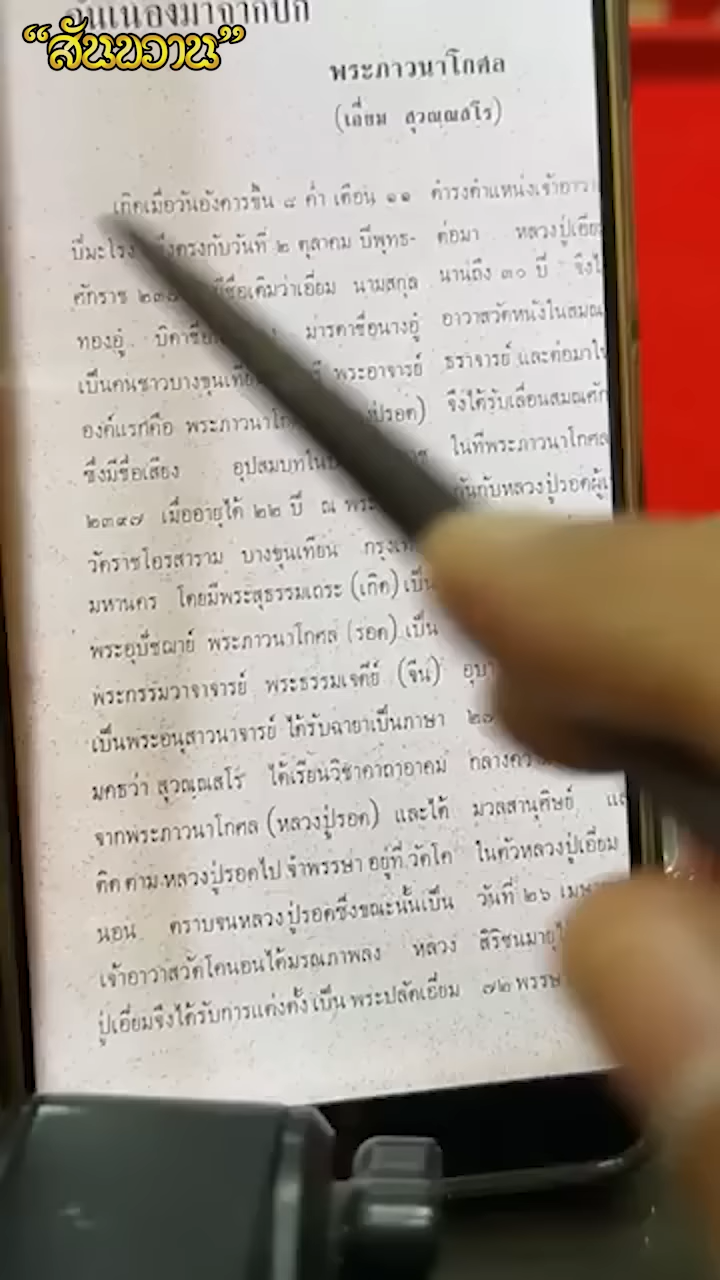 อันเนื่องมาจากปก
“สันขวาน”
พระภาวนาโกศล
(เอี่ยม สุวณฺณสโร)
เกิดเมื่อวันอังคารขึ้น ๘ ค่ำ เดือน ๑๑
ปีมะโรง ตรงกับวันที่ ๒ ตุลาคม ปีพุทธ-
ศักราช มีชื่อเดิมว่าเอี่ยม นามสกุล
ทองอู๋ บิดาชื่อ มารดาชื่อนางอู่
เป็นคนชาวบางขุนเทียน พระอาจารย์
องค์แรกคือ พระภาวนาโก
ซึ่งมีชื่อเสียง อุปสมบทใน
๒๓๙๗ เมื่ออายุได้ ๒๒ ปี ณ
วัดราชโอรสาราม บางขุนเทียน
มหานคร โดยมีพระสุธรรมเถระ (เกิด) เป็น
พระอุปัชฌาย์ พระภาวนาโกศล (รอด) เป็น
พระกรรมวาจาจารย์ พระธรรมเจดีย์ (จีน)
เป็นพระอนุสาวนาจารย์ ได้รับฉายาเป็นภาษา
มคธว่า สุวณฺณสโร ได้เรียนวิชาคาถาอาคม
จากพระภาวนาโกศล (หลวงปู่รอด) และได้
ติดตามหลวงปู่รอดไป จำพรรษา อยู่ที่ วัดโค
นอน ตราบจนหลวงปู่รอดซึ่งขณะนั้นเป็น
เจ้าอาวาสวัดโคนอนได้มรณภาพลง หลวง
ปู่เอี่ยมจึงได้รับการแต่งตั้ง เป็น พระปลัดเอี่ยม
ดำรงตำแหน่งเจ้าอาวา
ต่อมา หลวงปู่เอี่ย
นานถึง ๓๐ ปี จึงไ
อาวาสวัดหนังในสมณ
ธราจารย์ และต่อมาใ
จึงได้รับเลื่อนสมณศัก
ในที่พระภาวนาโกศล
กันกับหลวงปู่รอดผู้
มวลสานุศิษย์
ในตัวหลวงปู่เอี่ยม
วันที่ ๒๖ เม
สิริชนมายุ
๗๒ พรรษ